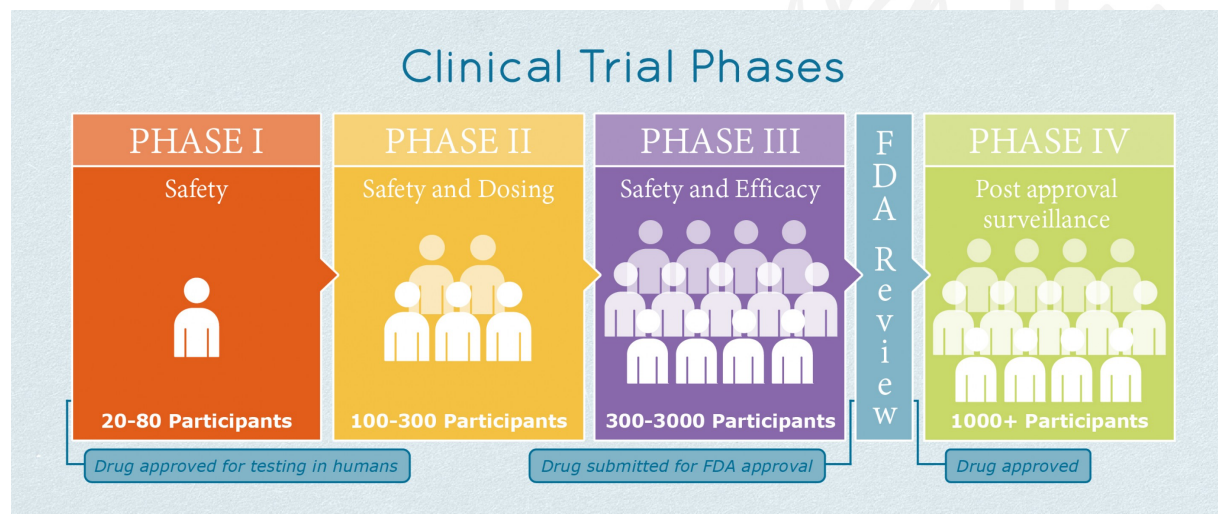 Clinical Trial Phases
PHASE I
Safety
20-80 Participants
PHASE II
Safety and Dosing
100-300 Participants
PHASE III
Safety and Efficacy
300-3000 Participants
FDA Review
PHASE IV
Post approval
surveillance
1000+ Participants
Drug approved for testing in humans
Drug submitted for FDA approval
Drug approved